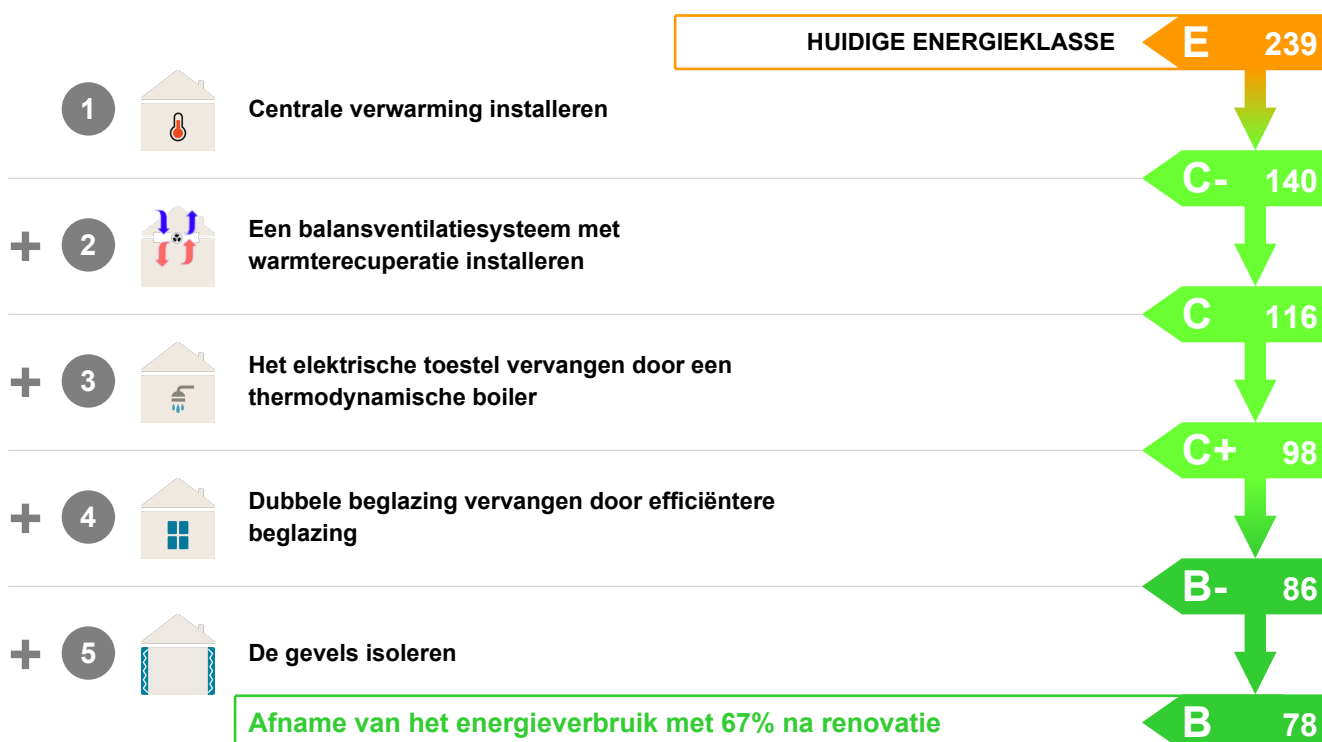 HUIDIGE ENERGIEKLASSE E 239
1 Centrale verwarming installeren
C- 140
+ 2 Een balansventilatiesysteem met
warmterecuperatie installeren
C 116
+ 3 Het elektrische toestel vervangen door een
thermodynamische boiler
C+ 98
+ 4 Dubbele beglazing vervangen door efficiëntere
beglazing
B- 86
+ 5 De gevels isoleren
Afname van het energieverbruik met 67% na renovatie B 78